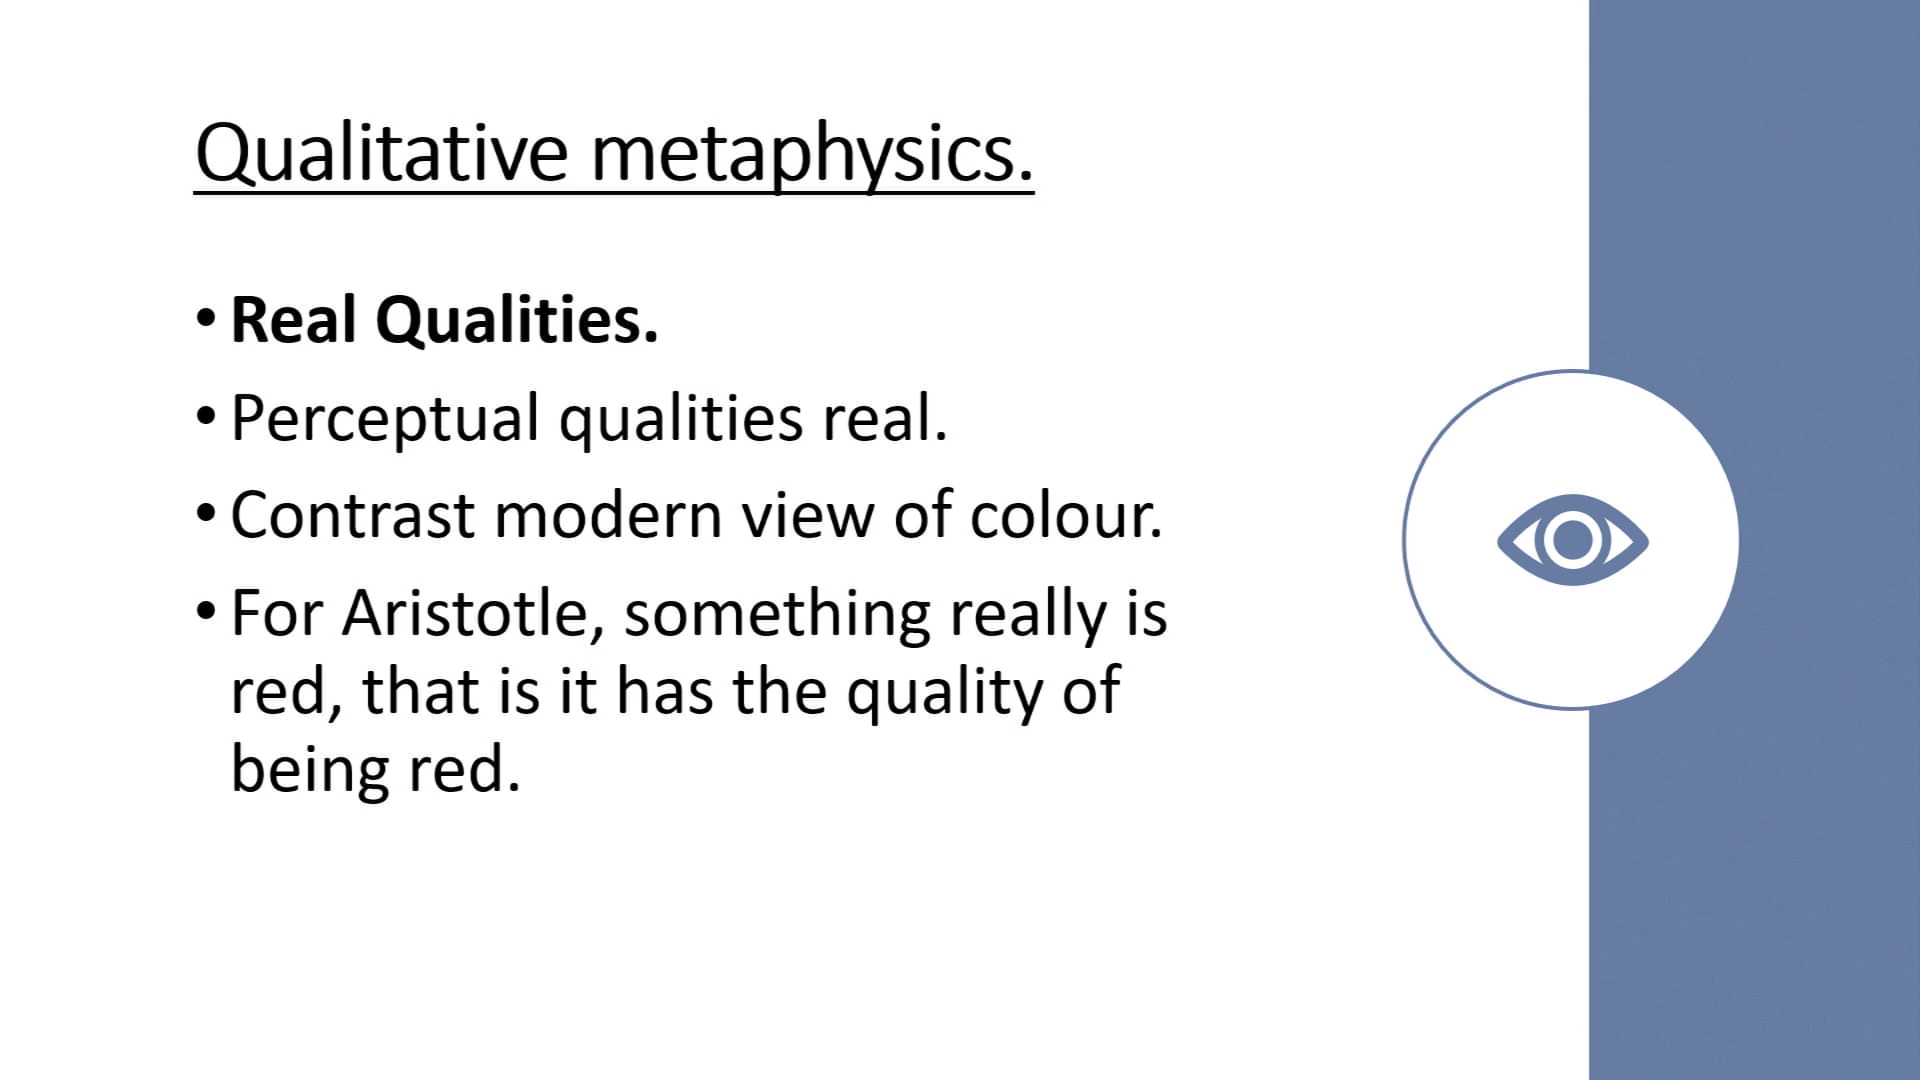 Qualitative metaphysics.
• Real Qualities.
• Perceptual qualities real.
• Contrast modern view of colour.
• For Aristotle, something really is
red, that is it has the quality of
being red.